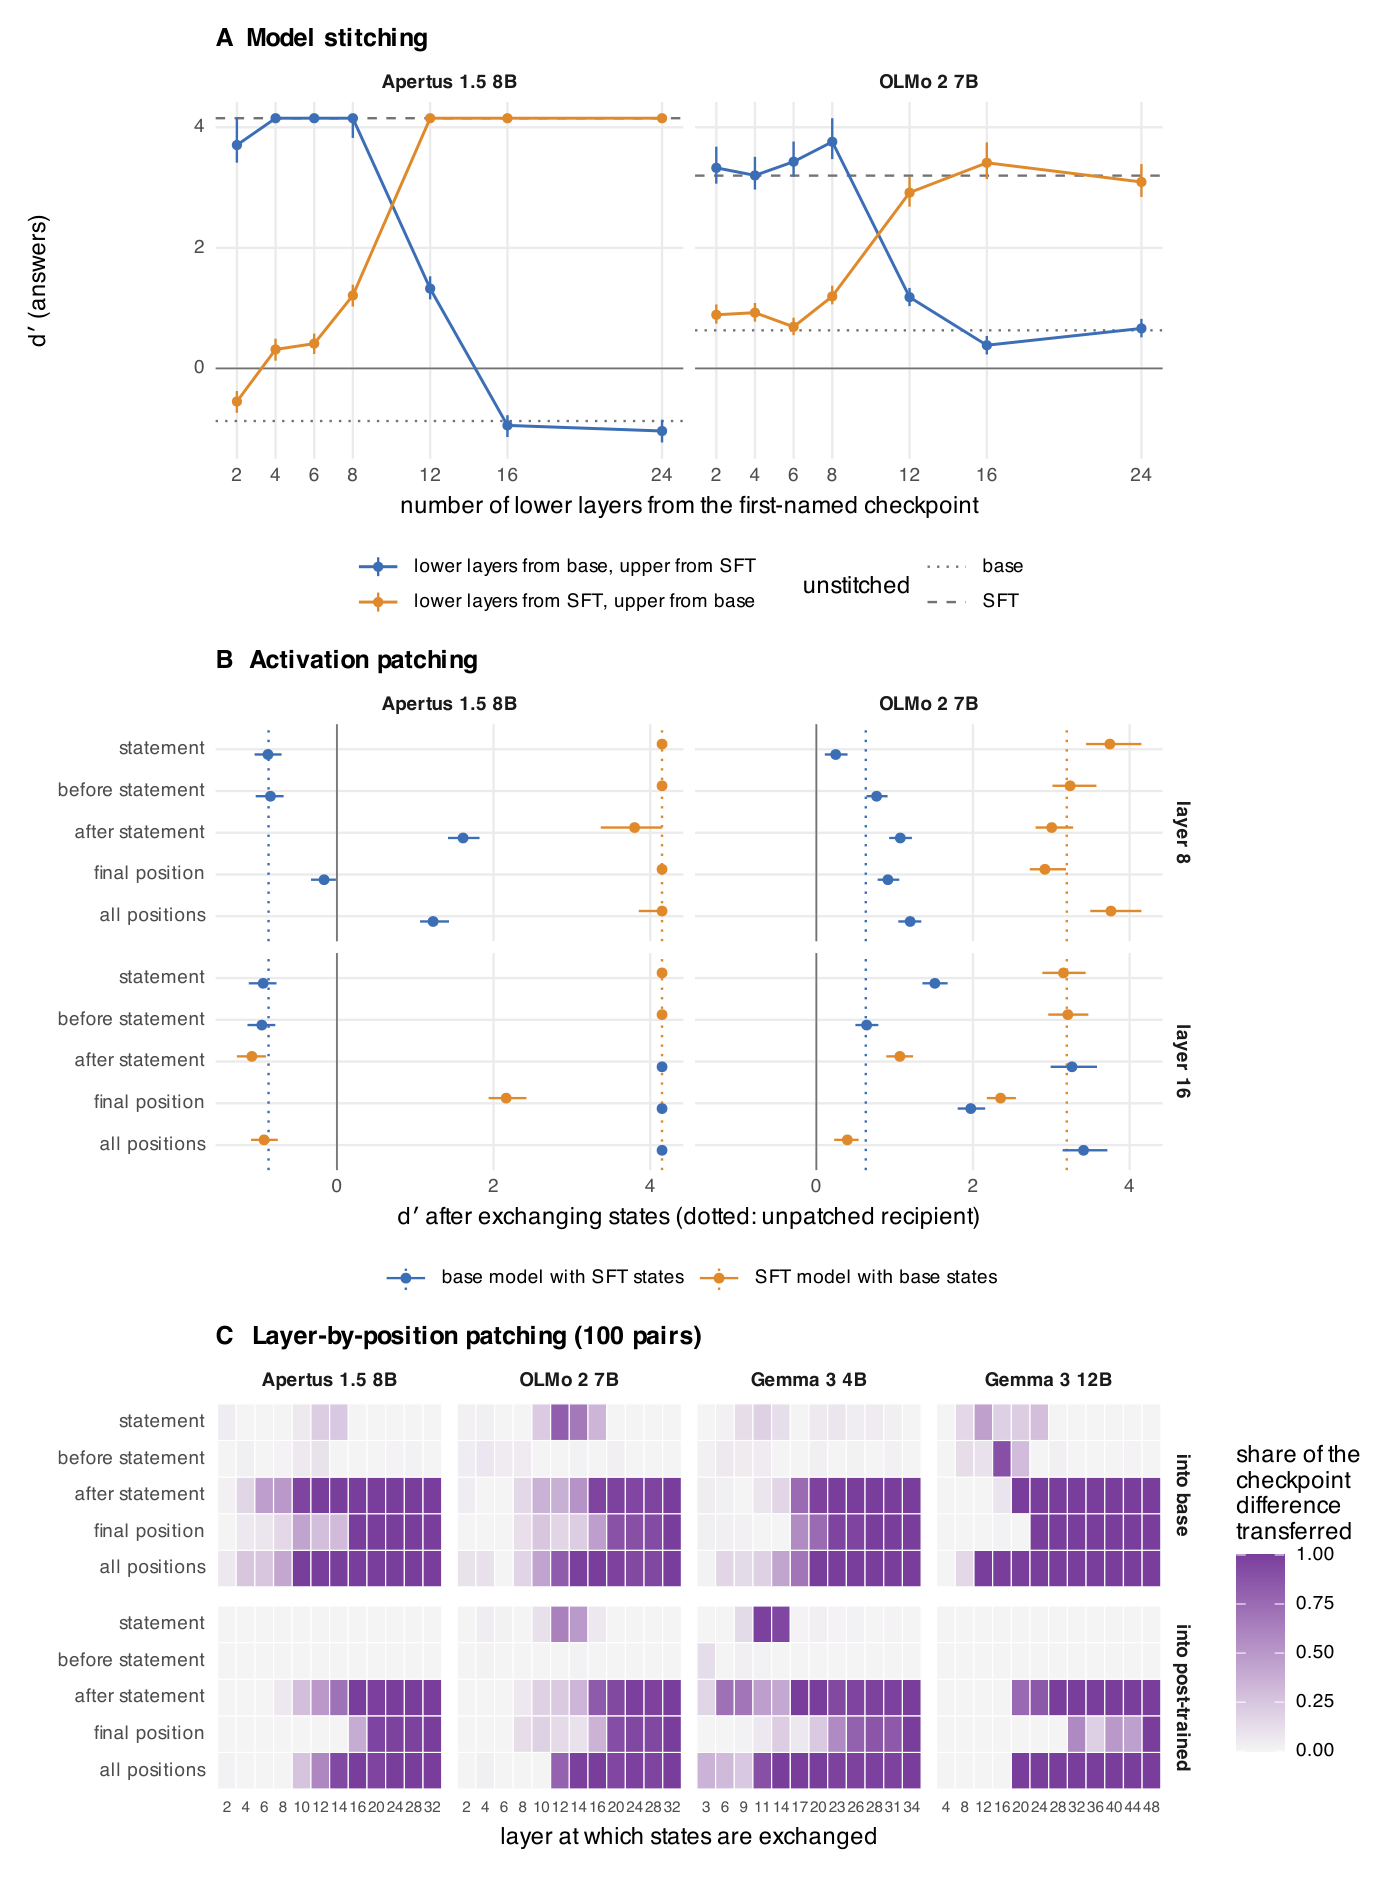 A Model stitching
Apertus 1.5 8B
OLMo 2 7B
d′ (answers)
4
2
0
2 4 6 8 12 16 24
2 4 6 8 12 16 24
number of lower layers from the first-named checkpoint
lower layers from base, upper from SFT
lower layers from SFT, upper from base
unstitched
base
SFT
B Activation patching
Apertus 1.5 8B
OLMo 2 7B
statement
before statement
after statement
final position
all positions
layer 8
statement
before statement
after statement
final position
all positions
layer 16
0 2 4
0 2 4
d′ after exchanging states (dotted: unpatched recipient)
base model with SFT states
SFT model with base states
C Layer-by-position patching (100 pairs)
Apertus 1.5 8B
OLMo 2 7B
Gemma 3 4B
Gemma 3 12B
statement
before statement
after statement
final position
all positions
into base
statement
before statement
after statement
final position
all positions
into post-trained
2 4 6 8 10 12 14 16 20 24 28 32
2 4 6 8 10 12 14 16 20 24 28 32
3 6 9 11 14 17 20 23 26 28 31 34
4 8 12 16 20 24 28 32 36 40 44 48
layer at which states are exchanged
share of the
checkpoint
difference
transferred
1.00
0.75
0.50
0.25
0.00